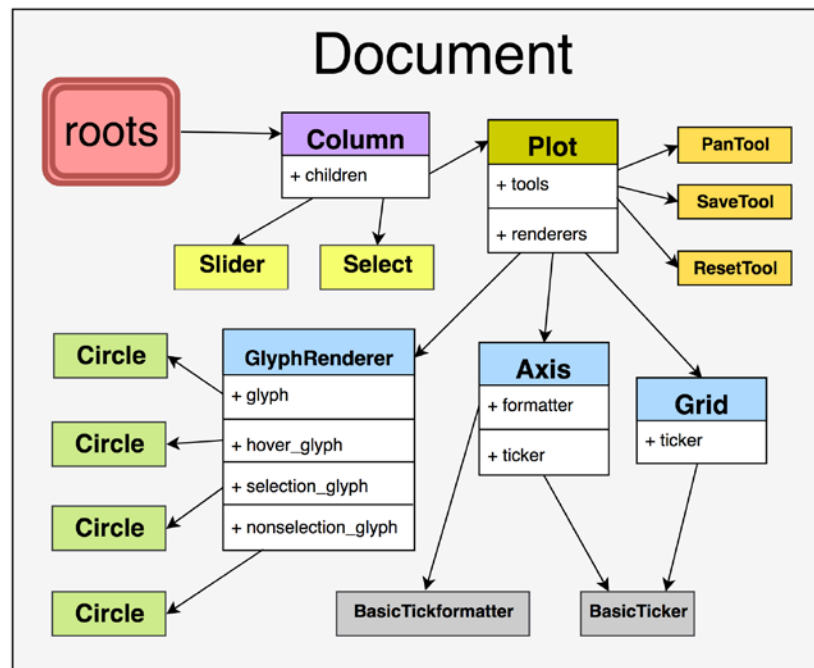 Document
roots
Column
+ children
Plot
+ tools
+ renderers
PanTool
SaveTool
ResetTool
Slider
Select
Circle
Circle
Circle
Circle
GlyphRenderer
+ glyph
+ hover_glyph
+ selection_glyph
+ nonselection_glyph
Axis
+ formatter
+ ticker
Grid
+ ticker
BasicTickformatter
BasicTicker